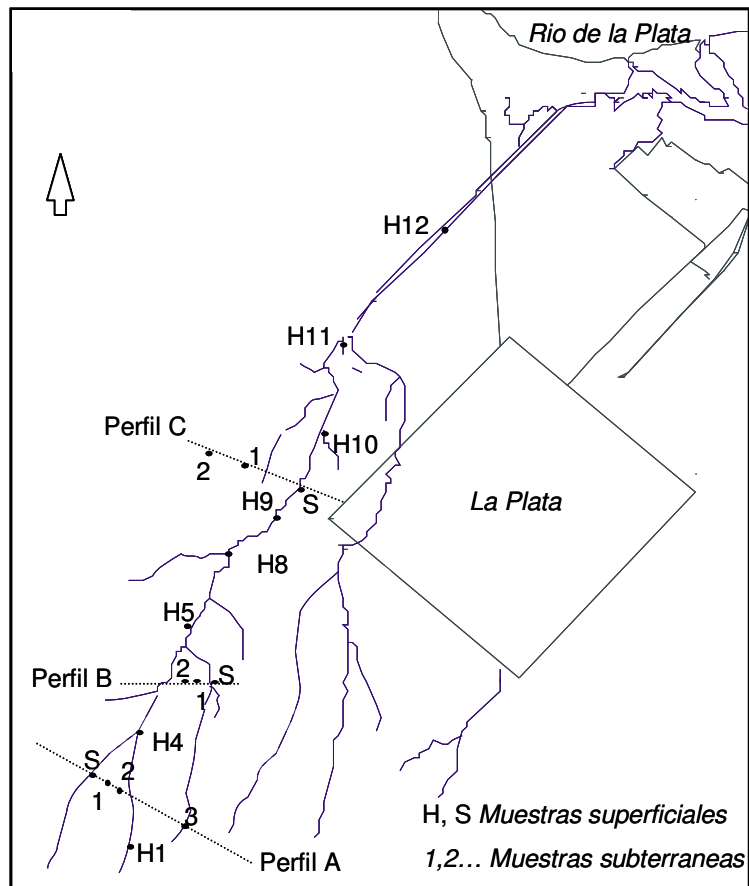 Rio de la Plata
H12
H11
Perfil C
1
2
H10
S
H9
La Plata
H8
H5
2
S
Perfil B
1
H4
S
2
1
3
H1
Perfil A
H, S Muestras superficiales
1,2... Muestras subterraneas